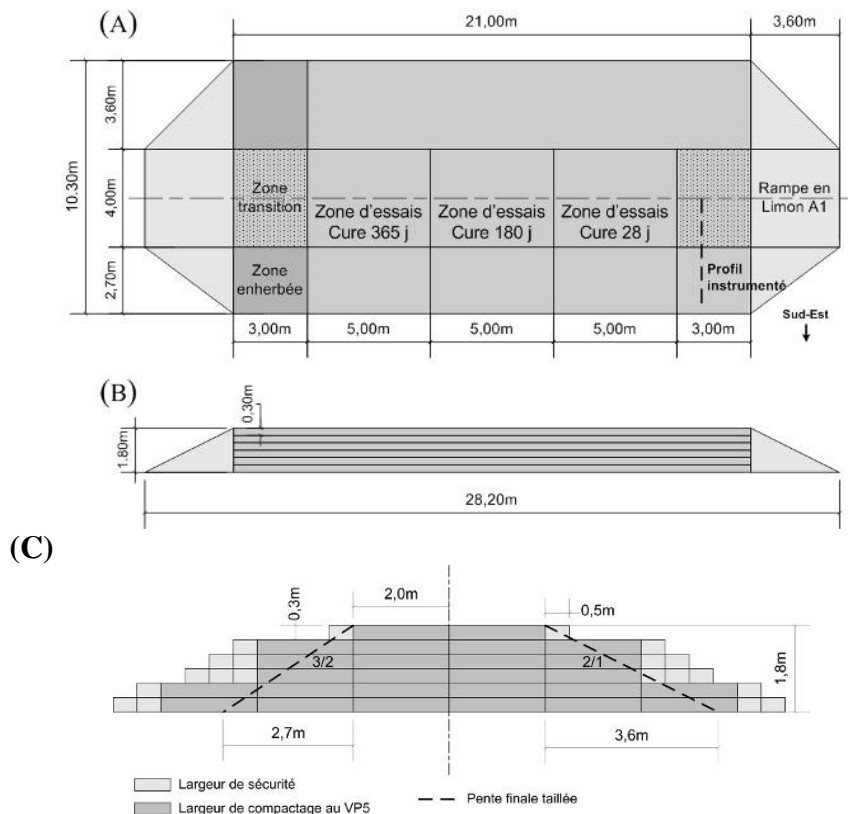 (A)
21,00m
3,60m
10.30m
3,60m
4,00m
2,70m
Zone
transition
Zone d'essais
Cure 365 j
Zone d'essais
Cure 180 j
Zone d'essais
Cure 28 j
Rampe en
Limon A1
Zone
enherbée
Profil
instrumenté
Sud-Est
3,00m
5,00m
5,00m
5,00m
3,00m
(B)
0,30m
1.80m
28,20m
(C)
2,0m
0,3m
0,5m
3/2
2/1
1,8m
2,7m
3,6m
Largeur de sécurité
Largeur de compactage au VP5
Pente finale taillée